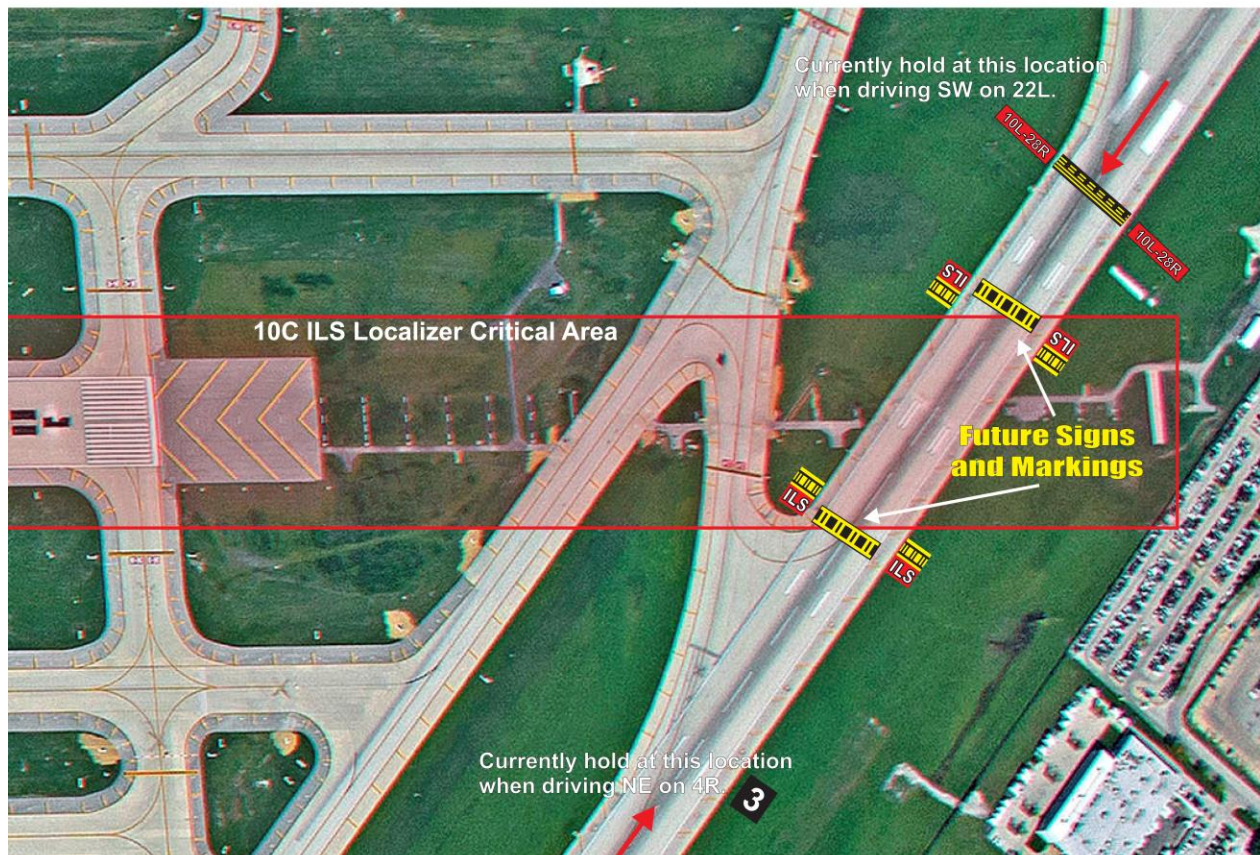 Currently hold at this location
when driving SW on 22L.
10L-28R
10L-28R
ILS
ILS
10C ILS Localizer Critical Area
Future Signs
and Markings
ILS
ILS
Currently hold at this location
when driving NE on 4R.
3